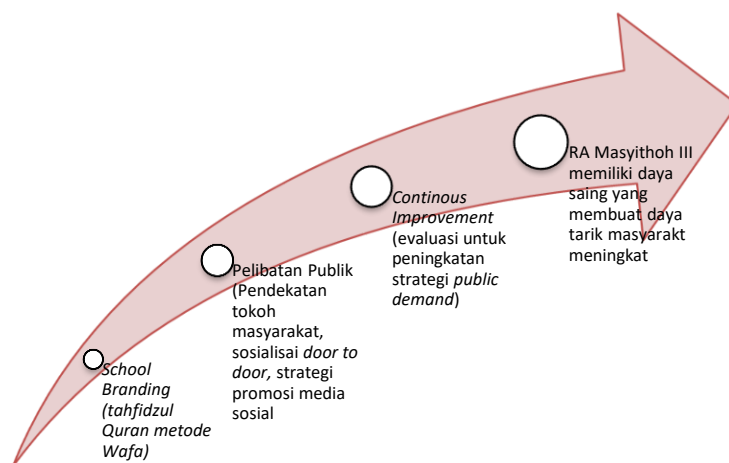 School
Branding
(tahfidzul
Quran metode
Wafa)
Pelibatan Publik
(Pendekatan
tokoh
masyarakat,
sosialisai door to
door, strategi
promosi media
sosial
Continous
Improvement
(evaluasi untuk
peningkatan
strategi public
demand)
RA Masyithoh III
memiliki daya
saing yang
membuat daya
tarik masyarakt
meningkat